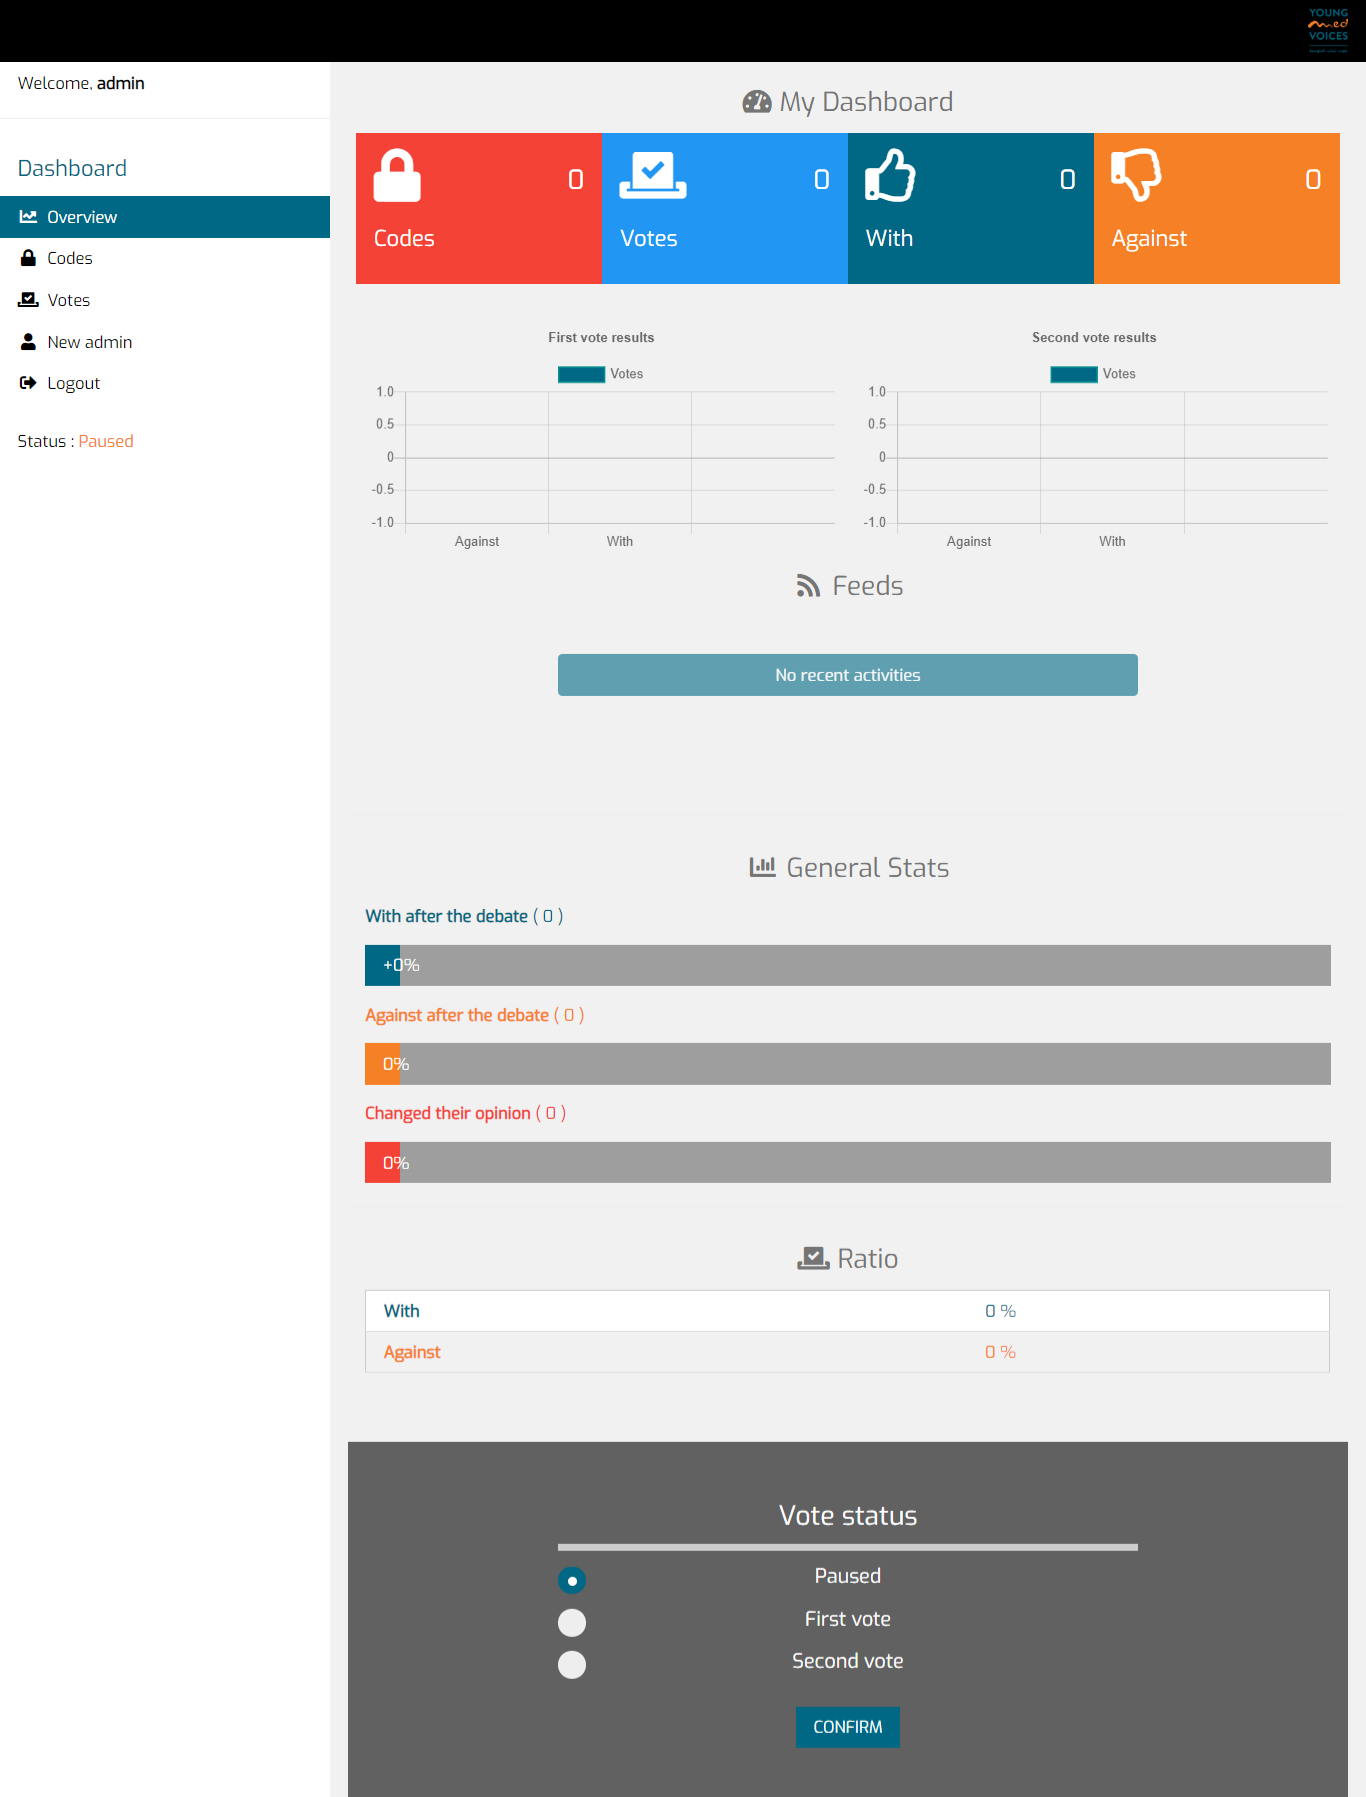 YOUNG
med
VOICES
Welcome, admin
Dashboard
Overview
Codes
Votes
New admin
Logout
Status : Paused
My Dashboard
0
Codes
0
Votes
0
With
0
Against
First vote results
Votes
1.0
0.5
0
-0.5
-1.0
Against With
Second vote results
Votes
1.0
0.5
0
-0.5
-1.0
Against With
Feeds
No recent activities
General Stats
With after the debate ( 0 )
+0%
Against after the debate ( 0 )
0%
Changed their opinion ( 0 )
0%
Ratio
With 0 %
Against 0 %
Vote status
Paused
First vote
Second vote
CONFIRM